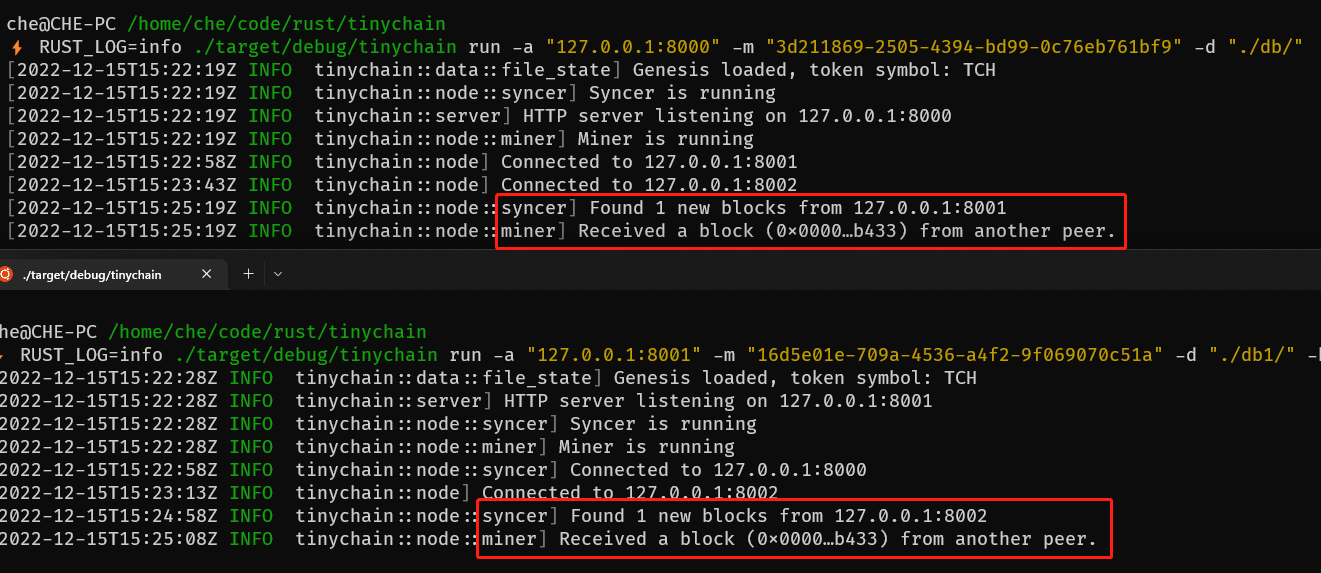 che@CHE-PC /home/che/code/rust/tinychain
RUST_LOG=info ./target/debug/tinychain run -a "127.0.0.1:8000" -m "3d211869-2505-4394-bd99-0c76eb761bf9" -d "./db/"
[2022-12-15T15:22:19Z INFO  tinychain::data::file_state] Genesis loaded, token symbol: TCH
[2022-12-15T15:22:19Z INFO  tinychain::node::syncer] Syncer is running
[2022-12-15T15:22:19Z INFO  tinychain::server] HTTP server listening on 127.0.0.1:8000
[2022-12-15T15:22:19Z INFO  tinychain::node::miner] Miner is running
[2022-12-15T15:22:58Z INFO  tinychain::node] Connected to 127.0.0.1:8001
[2022-12-15T15:23:43Z INFO  tinychain::node] Connected to 127.0.0.1:8002
[2022-12-15T15:25:19Z INFO  tinychain::node::syncer] Found 1 new blocks from 127.0.0.1:8001
[2022-12-15T15:25:19Z INFO  tinychain::node::miner] Received a block (0x0000…b433) from another peer.
./target/debug/tinychain
he@CHE-PC /home/che/code/rust/tinychain
RUST_LOG=info ./target/debug/tinychain run -a "127.0.0.1:8001" -m "16d5e01e-709a-4536-a4f2-9f069070c51a" -d "./db1/" -
2022-12-15T15:22:28Z INFO  tinychain::data::file_state] Genesis loaded, token symbol: TCH
2022-12-15T15:22:28Z INFO  tinychain::server] HTTP server listening on 127.0.0.1:8001
2022-12-15T15:22:28Z INFO  tinychain::node::syncer] Syncer is running
2022-12-15T15:22:28Z INFO  tinychain::node::miner] Miner is running
2022-12-15T15:22:58Z INFO  tinychain::node::syncer] Connected to 127.0.0.1:8000
2022-12-15T15:23:13Z INFO  tinychain::node] Connected to 127.0.0.1:8002
2022-12-15T15:24:58Z INFO  tinychain::node::syncer] Found 1 new blocks from 127.0.0.1:8002
2022-12-15T15:25:08Z INFO  tinychain::node::miner] Received a block (0x0000…b433) from another peer.